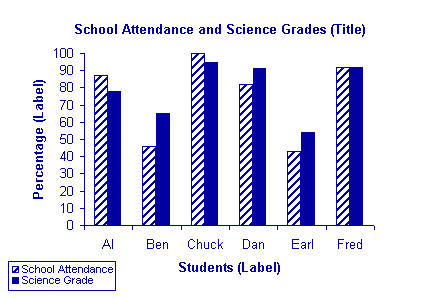 School Attendance and Science Grades (Title)
Percentage (Label)
100
90
80
70
60
50
40
30
20
10
0
Al Ben Chuck Dan Earl Fred
Students (Label)
School Attendance
Science Grade